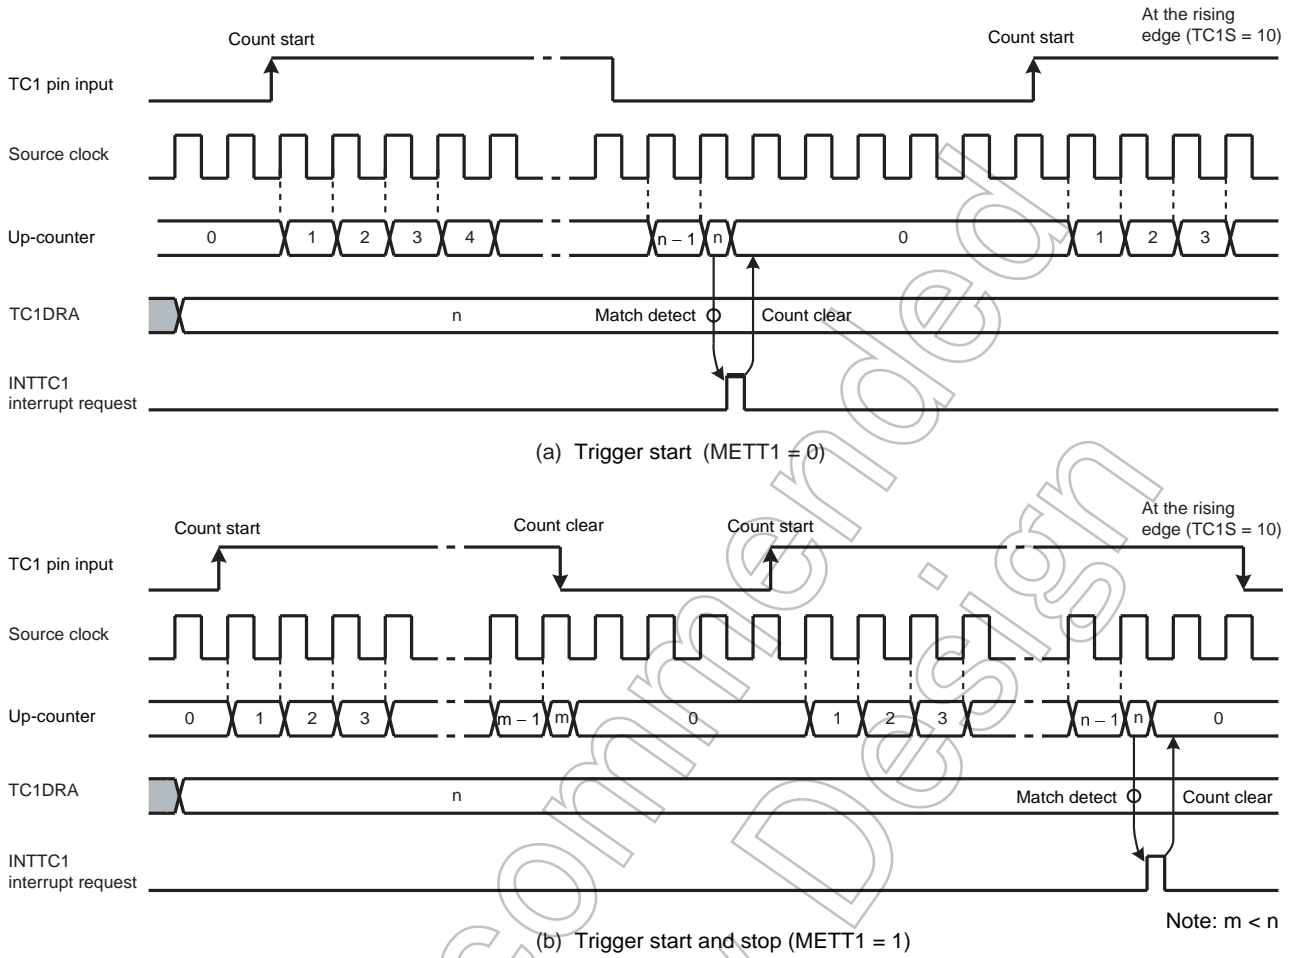 At the rising
edge (TC1S = 10)
Count start
Count start
TC1 pin input
Source clock
Up-counter
0 1 2 3 4 n – 1 n 0 1 2 3
TC1DRA
n
Match detect
Count clear
INTTC1
interrupt request
(a) Trigger start (METT1 = 0)
At the rising
edge (TC1S = 10)
Count start
Count clear
Count start
TC1 pin input
Source clock
Up-counter
0 1 2 3 m – 1 m 0 1 2 3 n – 1 n 0
TC1DRA
n
Match detect
Count clear
INTTC1
interrupt request
Note: m < n
(b) Trigger start and stop (METT1 = 1)
commended
Design